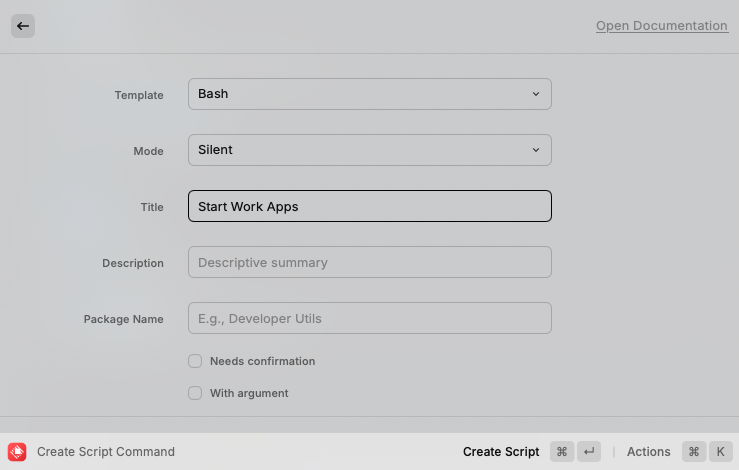 Open Documentation
Template
Bash
Mode
Silent
Title
Start Work Apps
Description
Descriptive summary
Package Name
E.g., Developer Utils
Needs confirmation
With argument
Create Script Command
Create Script ⌘ ↵ | Actions ⌘ K